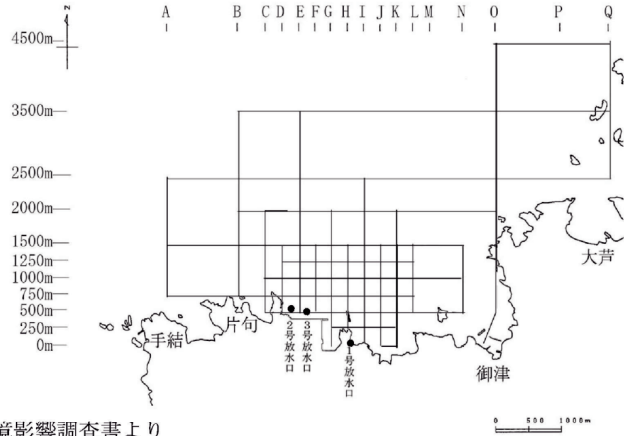 N
A B C D E F G H I J K L M N O P Q
4500m
3500m
2500m
2000m
1500m
1250m
1000m
750m
500m
250m
0m
大芦
片句
手結
2号放水口
3号放水口
1号放水口
御津
境影響調査書より
0 500 1000m